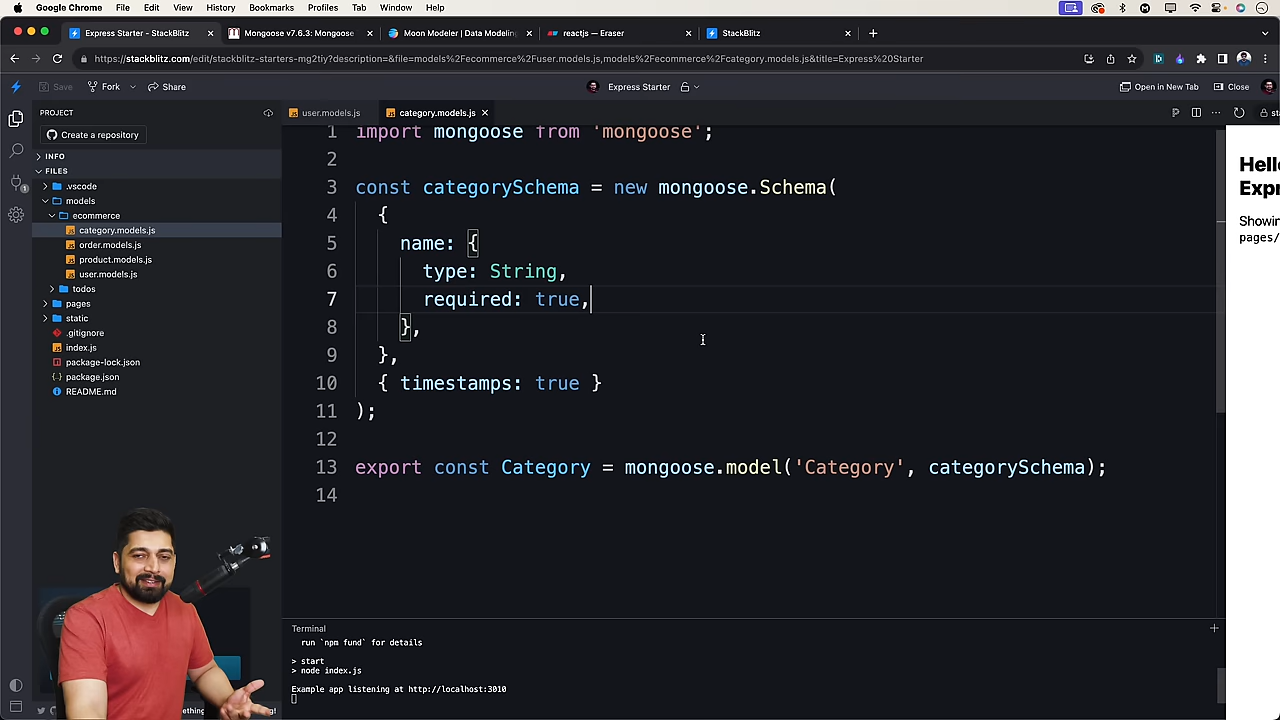 Google Chrome File Edit View History Bookmarks Profiles Tab Window Help
Express Starter - StackBlitz Mongoose v7.6.3: Mongoose Moon Modeler | Data Modeling reactjs — Eraser StackBlitz
https://stackblitz.com/edit/stackblitz-starters-mg2tiy?description=&file=models%2Fecommerce%2Fuser.models.js,models%2Fecommerce%2Fcategory.models.js&title=Express%20Starter
Save Fork Share Express Starter Open in New Tab Close
PROJECT
Create a repository
INFO
FILES
.vscode
models
ecommerce
category.models.js
order.models.js
product.models.js
user.models.js
todos
pages
static
.gitignore
index.js
package-lock.json
package.json
README.md
user.models.js category.models.js
1 import mongoose from 'mongoose';
2
3 const categorySchema = new mongoose.Schema(
4 {
5 name: {
6 type: String,
7 required: true,
8 },
9 },
10 { timestamps: true }
11 );
12
13 export const Category = mongoose.model('Category', categorySchema);
14
Terminal
run `npm fund` for details
> start
> node index.js
Example app listening at http://localhost:3010
Hell
Expr
Showin
pages/